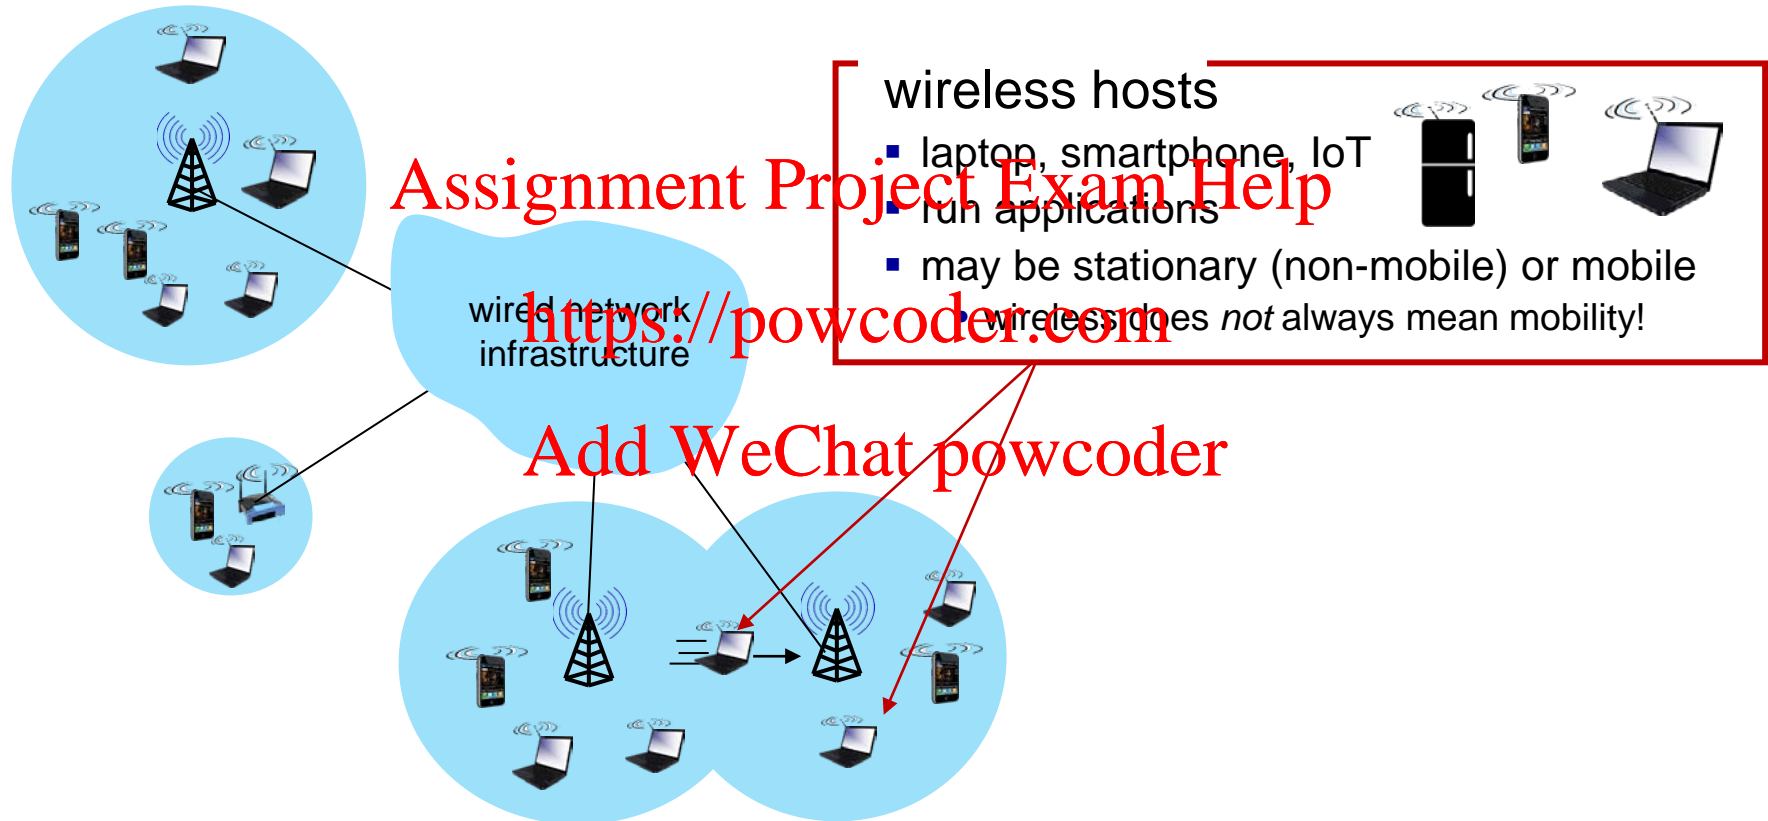 wireless hosts
▪ laptop, smartphone, IoT
Assignment Project Exam Help
▪ run applications
▪ may be stationary (non-mobile) or mobile
wired network
https://powcoder.com
• wireless does not always mean mobility!
infrastructure
Add WeChat powcoder